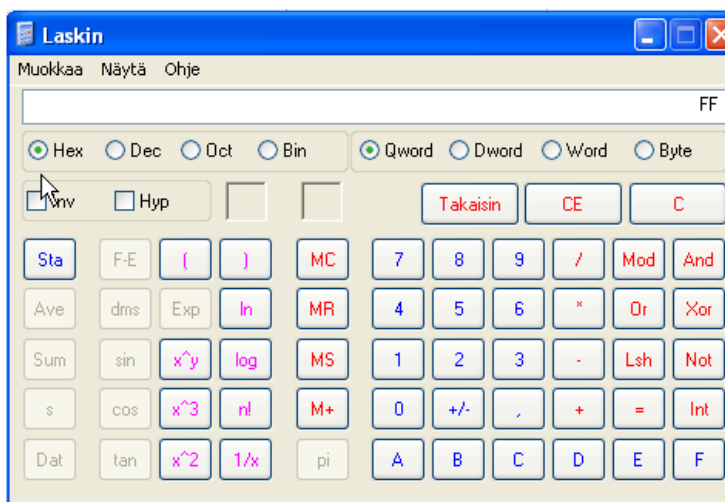 Laskin
Muokkaa Näytä Ohje
FF
Hex Dec Oct Bin Qword Dword Word Byte
Inv Hyp Takaisin CE C
Sta F-E ( ) MC 7 8 9 / Mod And
Ave dms Exp ln MR 4 5 6 * Or Xor
Sum sin x^y log MS 1 2 3 - Lsh Not
s cos x^3 n! M+ 0 +/- , + = Int
Dat tan x^2 1/x pi A B C D E F